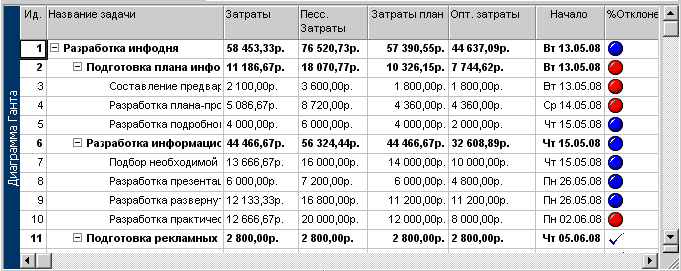 Ид. Название задачи Затраты Песс. Затраты Затраты план Опт. затраты Начало %Отклоне
1 Разработка инфодня 58 453,33р. 76 520,73р. 57 390,55р. 44 637,09р. Вт 13.05.08
2 Подготовка плана инфо 11 186,67р. 18 070,77р. 10 326,15р. 7 744,62р. Вт 13.05.08
3 Составление предвар 2 100,00р. 3 600,00р. 1 800,00р. 1 800,00р. Вт 13.05.08
4 Разработка плана-про 5 086,67р. 8 720,00р. 4 360,00р. 4 360,00р. Ср 14.05.08
5 Разработка подробног 4 000,00р. 6 000,00р. 4 000,00р. 2 000,00р. Чт 15.05.08
6 Разработка информацио 44 466,67р. 56 324,44р. 44 466,67р. 32 608,89р. Чт 15.05.08
7 Подбор необходимой 13 666,67р. 16 000,00р. 14 000,00р. 10 000,00р. Чт 15.05.08
8 Разработка презентац 6 000,00р. 7 200,00р. 6 000,00р. 4 800,00р. Пн 26.05.08
9 Разработка разверну 12 133,33р. 16 800,00р. 11 200,00р. 11 200,00р. Пн 26.05.08
10 Разработка практичес 12 666,67р. 20 000,00р. 12 000,00р. 8 000,00р. Пн 02.06.08
11 Подготовка рекламных 2 800,00р. 2 800,00р. 2 800,00р. 2 800,00р. Чт 05.06.08
Диаграмма Ганта